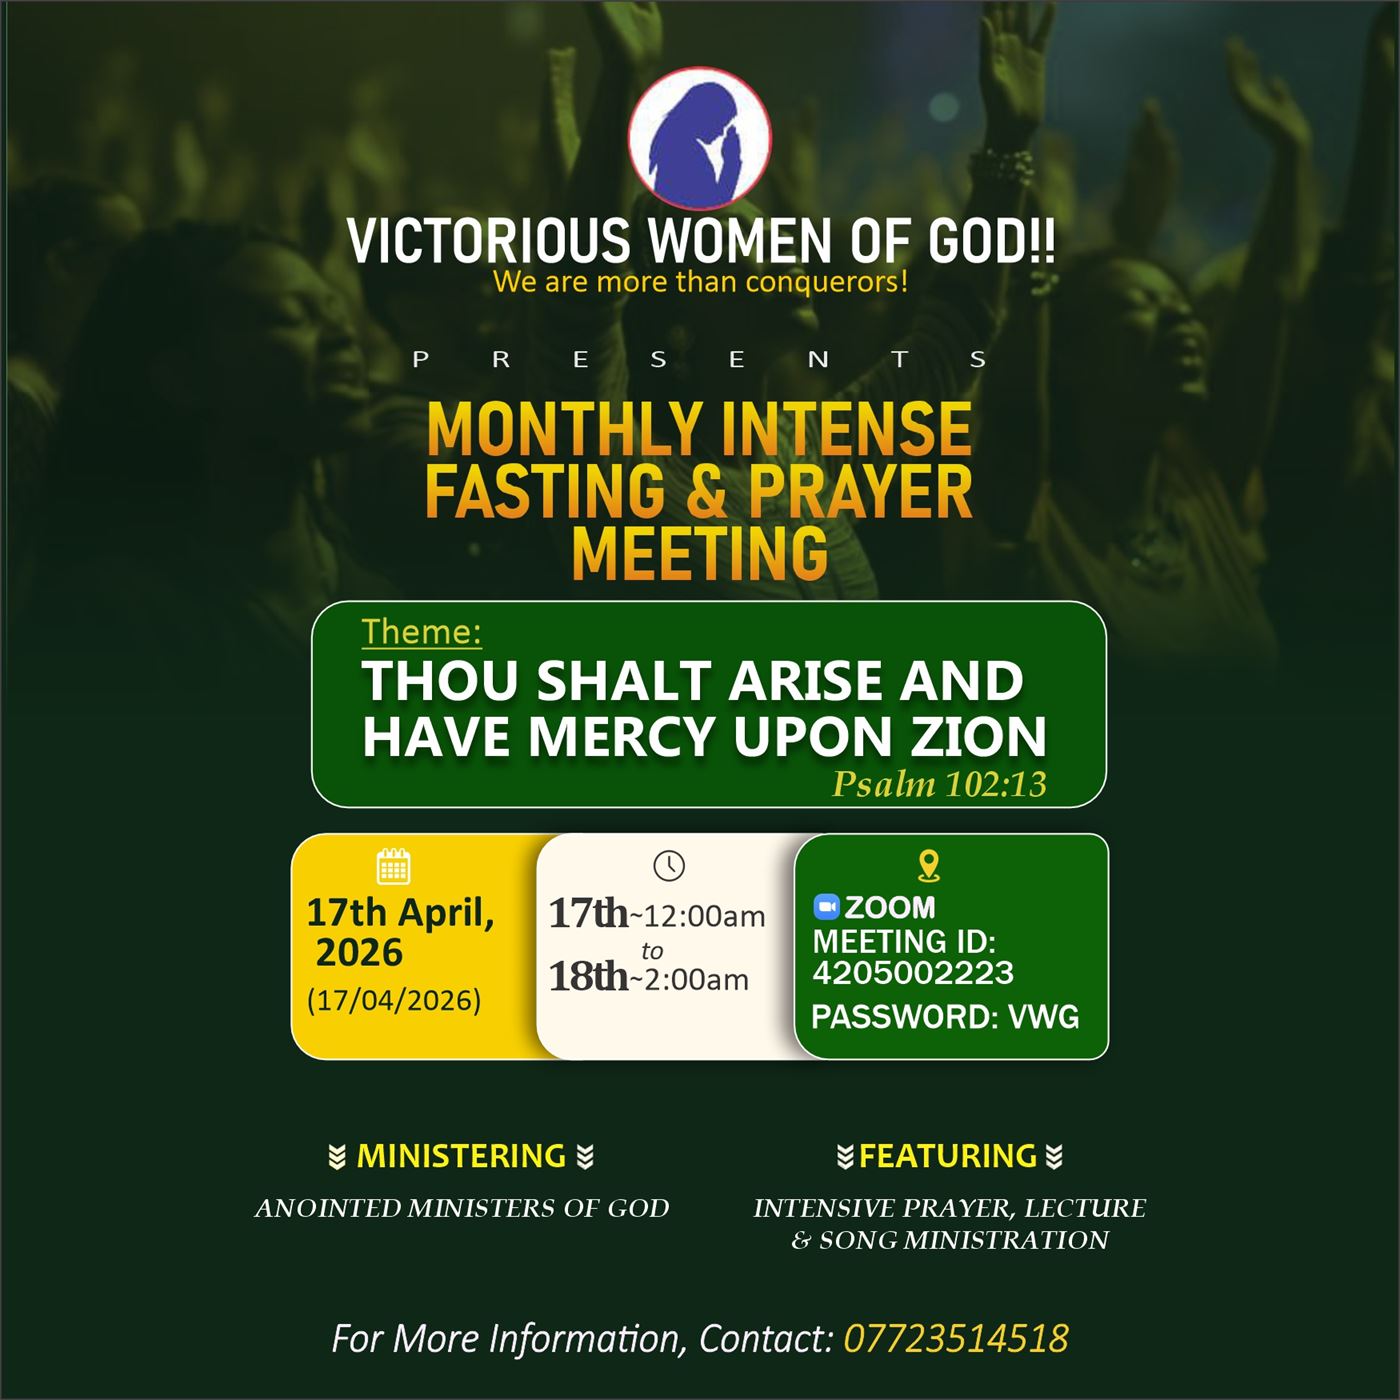 VICTORIOUS WOMEN OF GOD!!
We are more than conquerors!
PRESENTS
MONTHLY INTENSE
FASTING & PRAYER
MEETING
Theme:
THOU SHALT ARISE AND
HAVE MERCY UPON ZION
Psalm 102:13
17th April,
2026
(17/04/2026)
17th~12:00am
to
18th~2:00am
ZOOM
MEETING ID:
4205002223
PASSWORD: VWG
MINISTERING
ANOINTED MINISTERS OF GOD
FEATURING
INTENSIVE PRAYER, LECTURE
& SONG MINISTRATION
For More Information, Contact: 07723514518